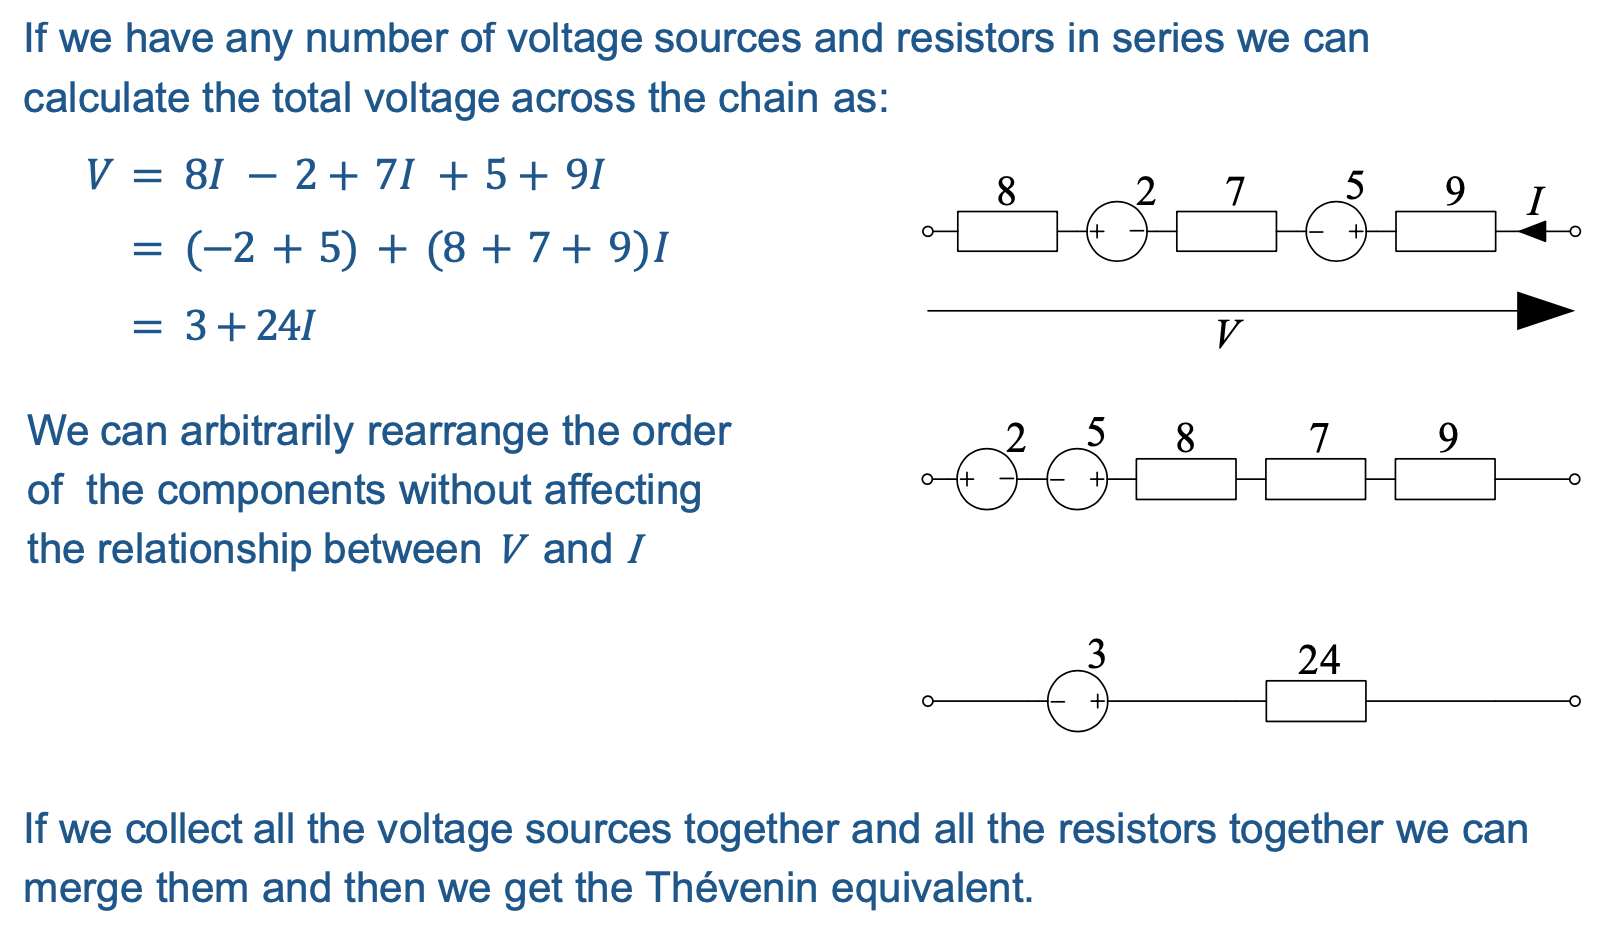 If we have any number of voltage sources and resistors in series we can
calculate the total voltage across the chain as:
V = 8I − 2 + 7I + 5 + 9I
= (−2 + 5) + (8 + 7 + 9)I
= 3 + 24I
8 2 7 5 9 I
+ − − +
V
We can arbitrarily rearrange the order
of the components without affecting
the relationship between V and I
2 5 8 7 9
+ − − +
3 24
− +
If we collect all the voltage sources together and all the resistors together we can
merge them and then we get the Thévenin equivalent.